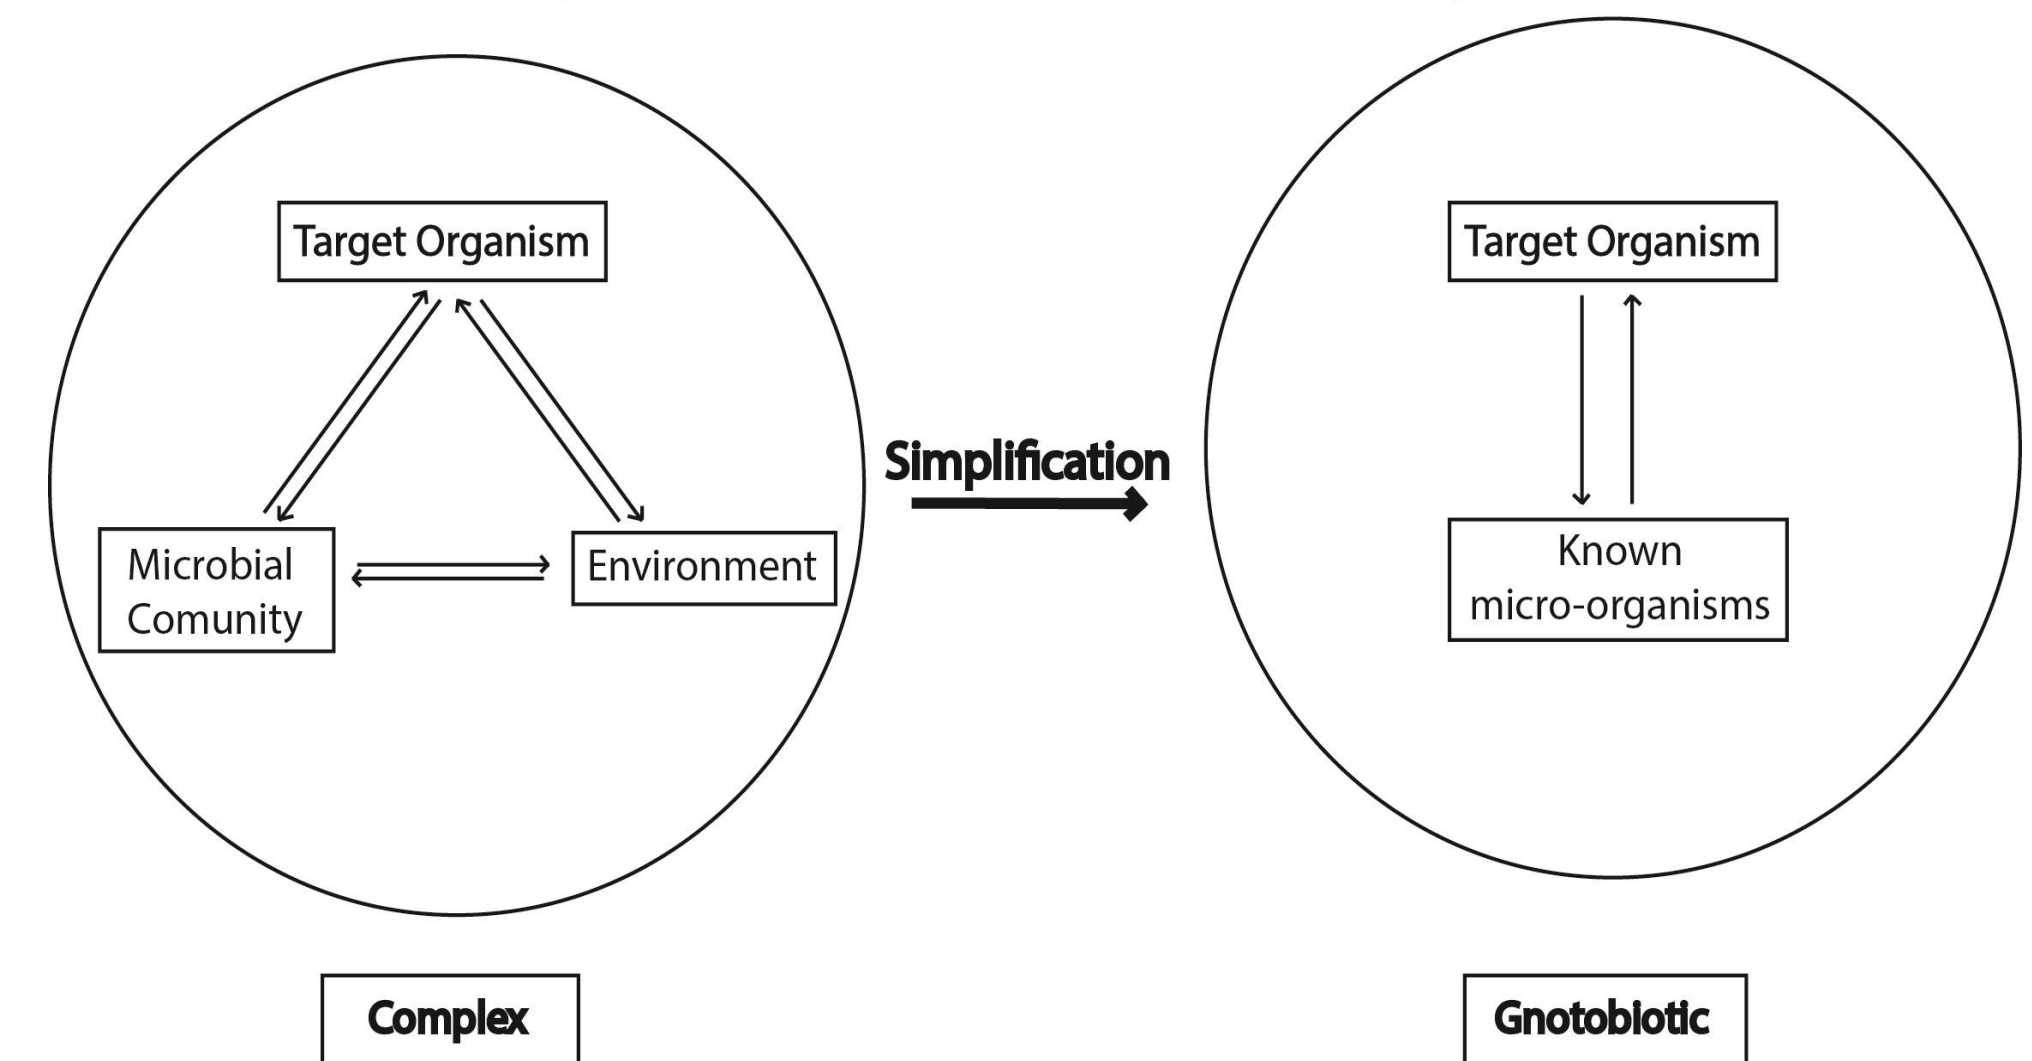 Target Organism
Microbial
Comunity
Environment
Simplification
Target Organism
Known
micro-organisms
Complex
Gnotobiotic